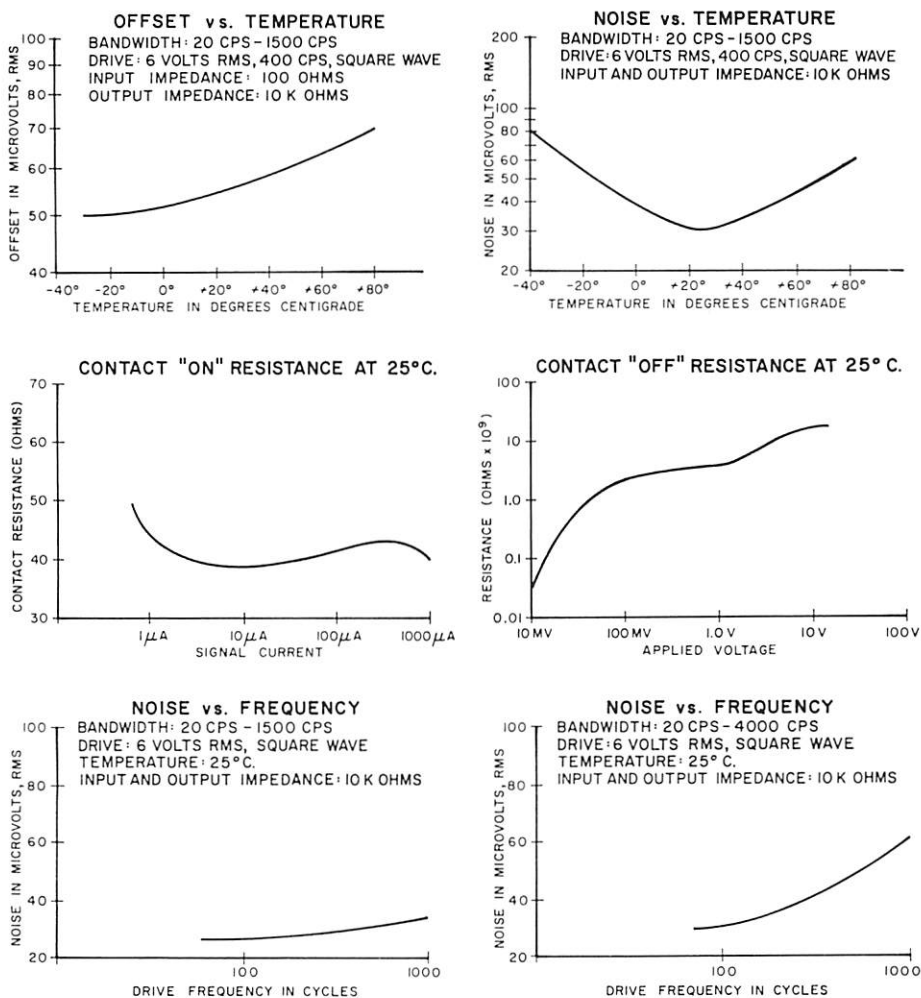 OFFSET vs. TEMPERATURE
BANDWIDTH: 20 CPS-1500 CPS
DRIVE: 6 VOLTS RMS, 400 CPS, SQUARE WAVE
INPUT IMPEDANCE: 100 OHMS
OUTPUT IMPEDANCE: 10 K OHMS
OFFSET IN MICROVOLTS, RMS
100
90
80
70
60
50
40
-40° -20° 0° +20° +40° +60° +80°
TEMPERATURE IN DEGREES CENTIGRADE
NOISE vs. TEMPERATURE
BANDWIDTH: 20 CPS-1500 CPS
DRIVE: 6 VOLTS RMS, 400 CPS, SQUARE WAVE
INPUT AND OUTPUT IMPEDANCE: 10 K OHMS
NOISE IN MICROVOLTS, RMS
200
100
80
60
40
30
20
-40° -20° 0° +20° +40° +60° +80°
TEMPERATURE IN DEGREES CENTIGRADE
CONTACT "ON" RESISTANCE AT 25°C.
CONTACT RESISTANCE (OHMS)
70
60
50
40
30
1μA 10μA 100μA 1000μA
SIGNAL CURRENT
CONTACT "OFF" RESISTANCE AT 25°C.
RESISTANCE (OHMS x 10⁹)
100
10
1.0
0.1
0.01
10 MV 100 MV 1.0 V 10 V 100 V
APPLIED VOLTAGE
NOISE vs. FREQUENCY
BANDWIDTH: 20 CPS-1500 CPS
DRIVE: 6 VOLTS RMS, SQUARE WAVE
TEMPERATURE: 25°C.
INPUT AND OUTPUT IMPEDANCE: 10 K OHMS
NOISE IN MICROVOLTS, RMS
100
80
60
40
20
100 1000
DRIVE FREQUENCY IN CYCLES
NOISE vs. FREQUENCY
BANDWIDTH: 20 CPS-4000 CPS
DRIVE: 6 VOLTS RMS, SQUARE WAVE
TEMPERATURE: 25°C.
INPUT AND OUTPUT IMPEDANCE: 10 K OHMS
NOISE IN MICROVOLTS, RMS
100
80
60
40
20
100 1000
DRIVE FREQUENCY IN CYCLES